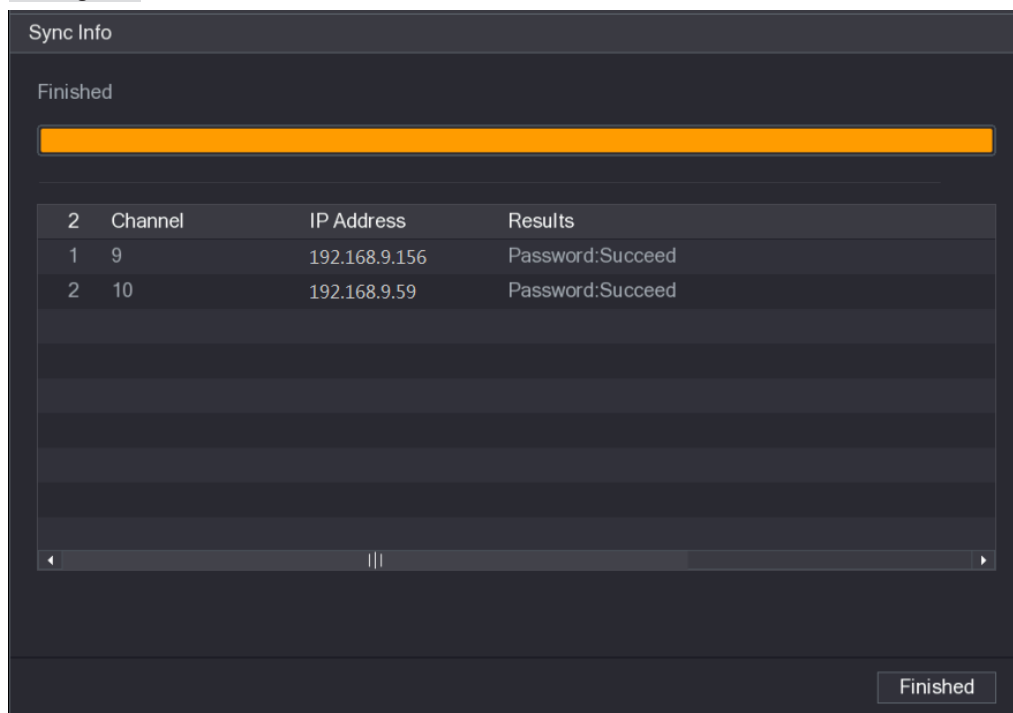 Sync Info
Finished
2 Channel IP Address Results
1 9 192.168.9.156 Password:Succeed
2 10 192.168.9.59 Password:Succeed
Finished